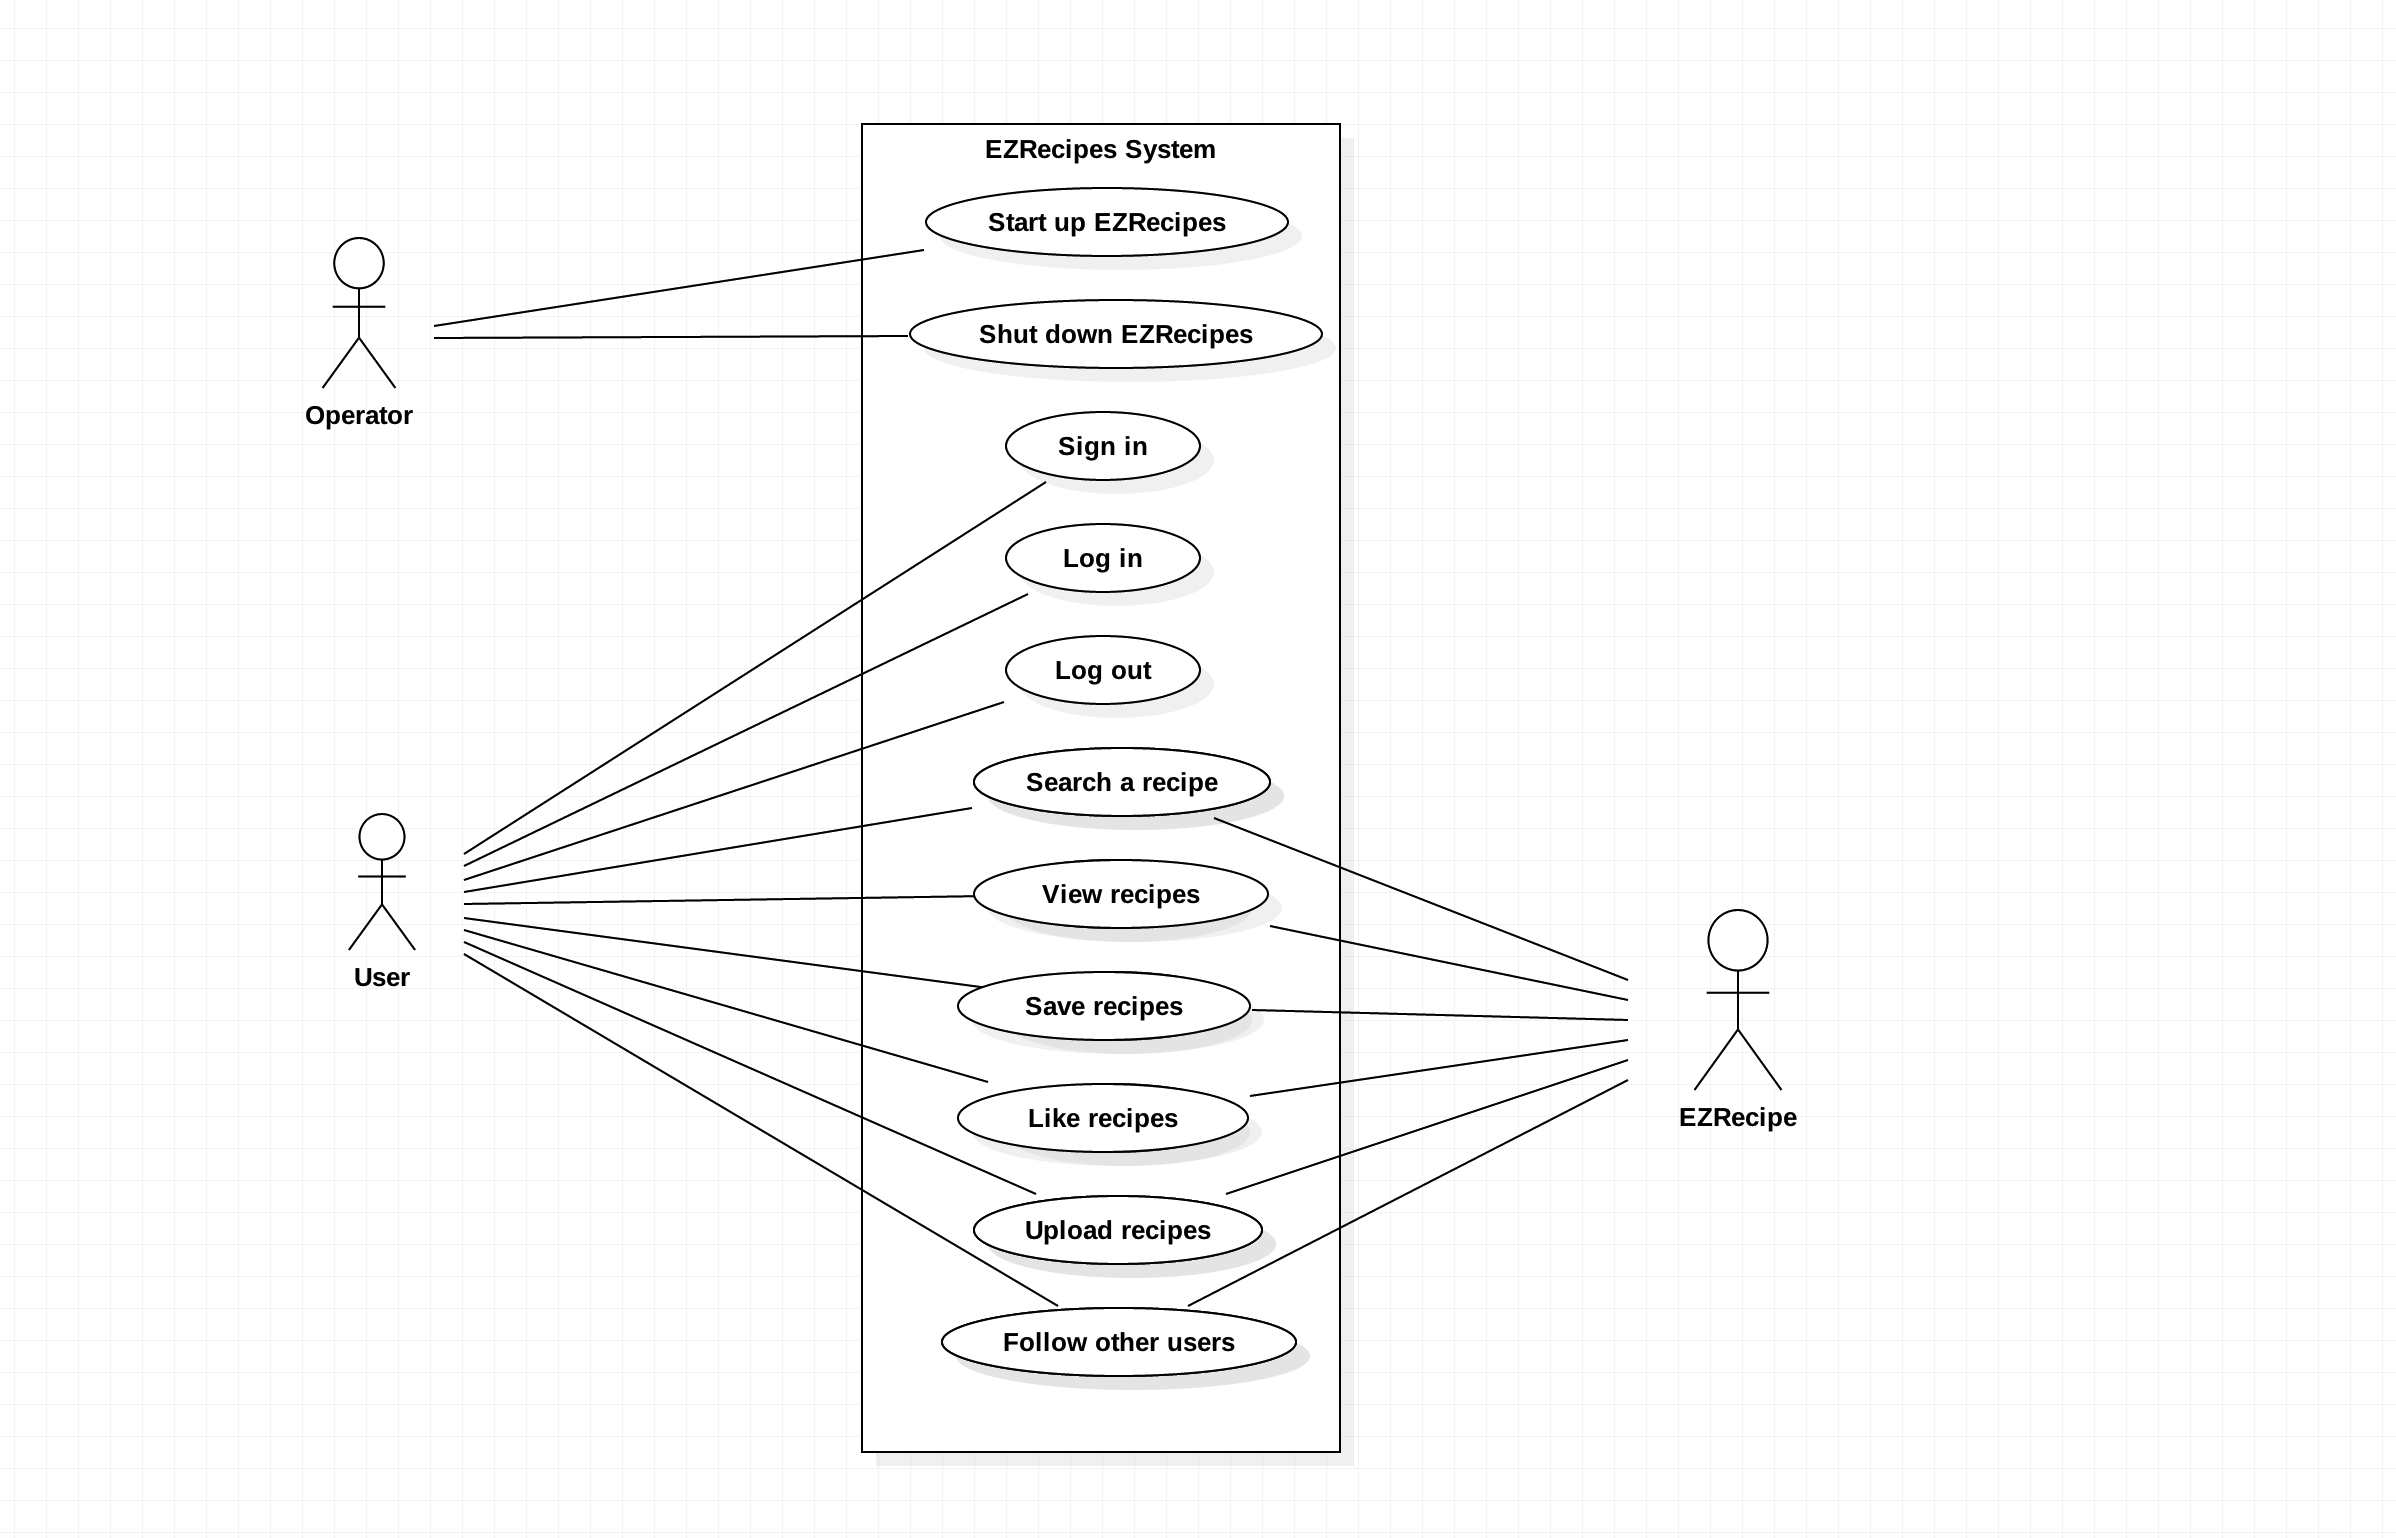 EZRecipes System
Start up EZRecipes
Shut down EZRecipes
Operator
Sign in
Log in
Log out
Search a recipe
View recipes
User
Save recipes
Like recipes
EZRecipe
Upload recipes
Follow other users